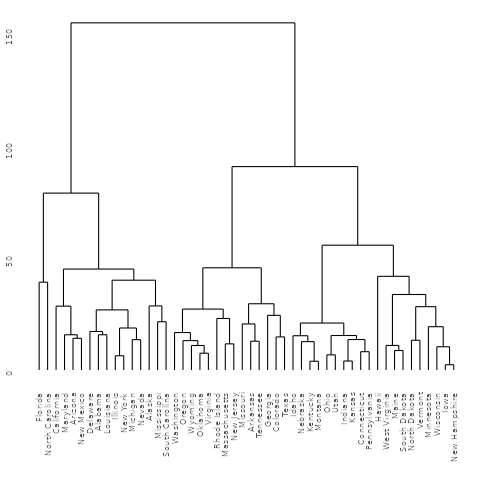 150
100
50
0
Florida
North Carolina
California
Maryland
Arizona
New Mexico
Delaware
Alabama
Louisiana
Illinois
New York
Michigan
Nevada
Alaska
Mississippi
South Carolina
Washington
Oregon
Wyoming
Oklahoma
Virginia
Rhode Island
Massachusetts
New Jersey
Missouri
Arkansas
Tennessee
Georgia
Colorado
Texas
Idaho
Nebraska
Kentucky
Montana
Ohio
Utah
Indiana
Kansas
Connecticut
Pennsylvania
Hawaii
West Virginia
Maine
South Dakota
North Dakota
Vermont
Minnesota
Wisconsin
Iowa
New Hampshire